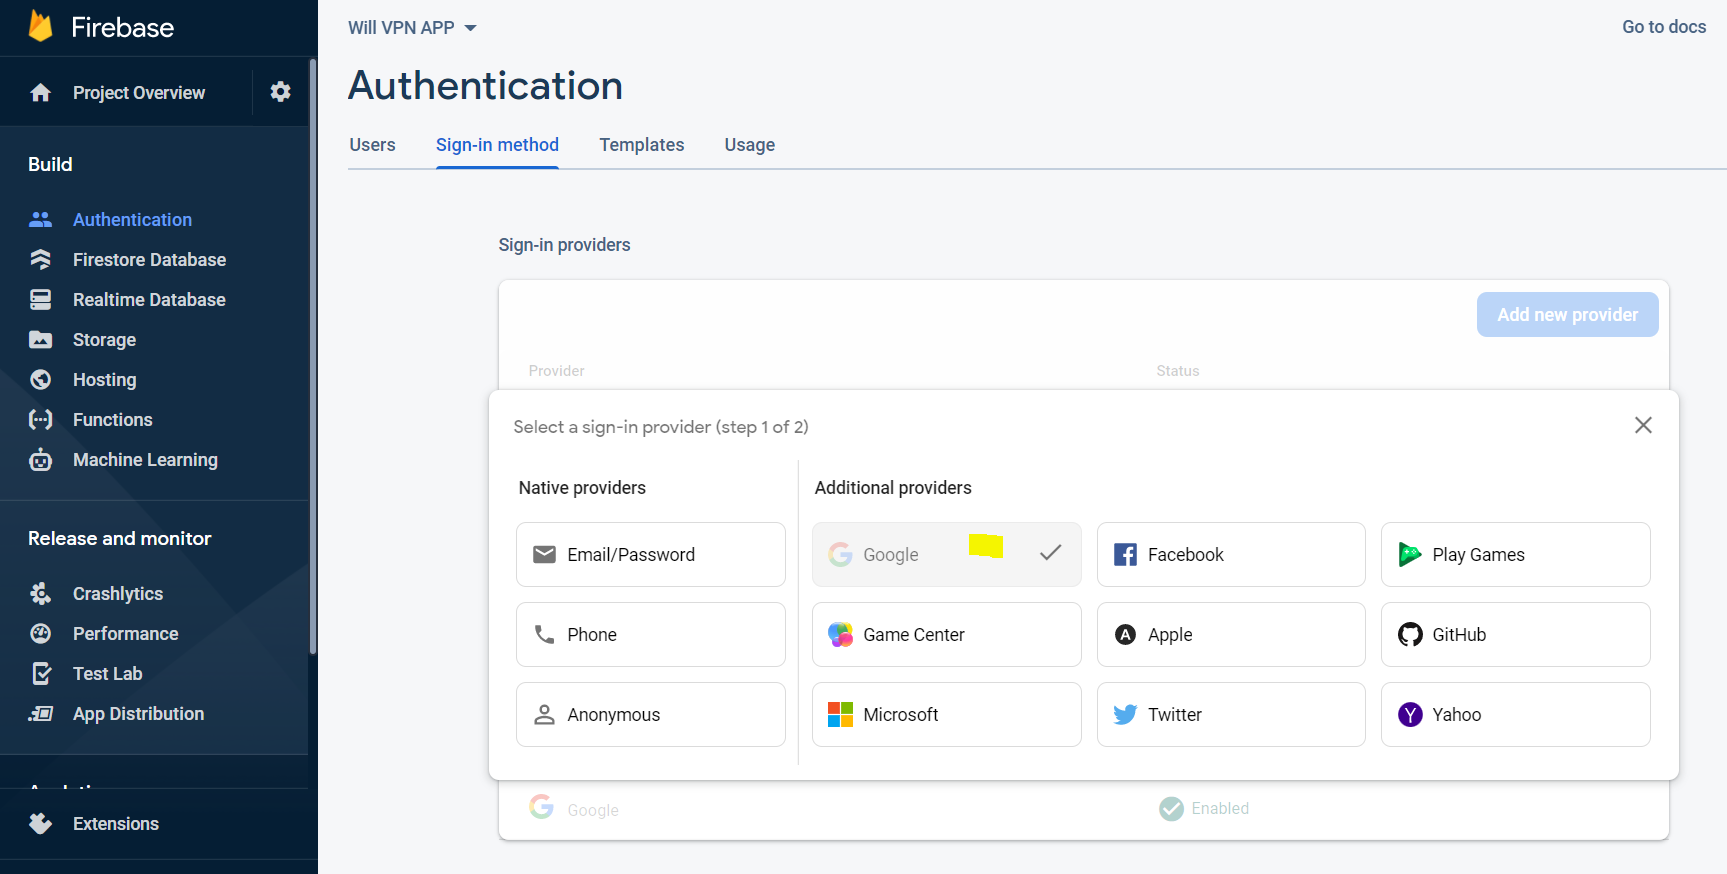 Firebase
Project Overview
Build
Authentication
Firestore Database
Realtime Database
Storage
Hosting
Functions
Machine Learning
Release and monitor
Crashlytics
Performance
Test Lab
App Distribution
Extensions
Will VPN APP
Go to docs
Authentication
Users Sign-in method Templates Usage
Sign-in providers
Add new provider
Provider Status
Select a sign-in provider (step 1 of 2)
Native providers
Email/Password
Phone
Anonymous
Additional providers
Google Facebook Play Games
Game Center Apple GitHub
Microsoft Twitter Yahoo
Google Enabled